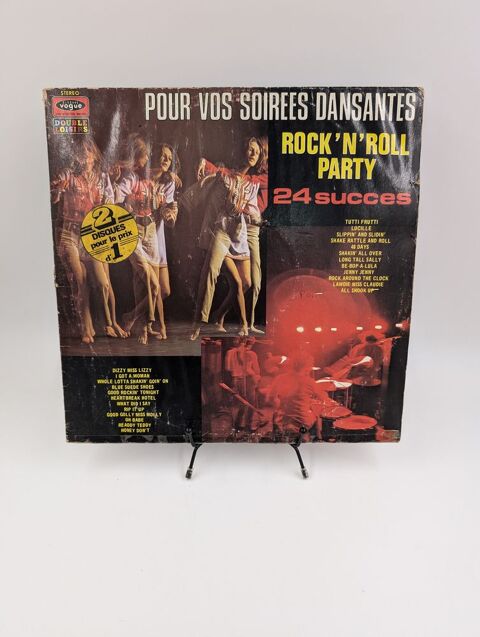 STEREO
vogue
DOUBLE
LOISIRS
POUR VOS SOIREES DANSANTES
ROCK'N'ROLL
PARTY
24 succes
2
DISQUES
pour le prix
d'1
TUTTI FRUTTI
LUCILLE
SLIPPIN' AND SLIDIN'
SHAKE RATTLE AND ROLL
40 DAYS
SHAKIN' ALL OVER
LONG TALL SALLY
BE-BOP-A-LULA
JENNY JENNY
ROCK AROUND THE CLOCK
LAWDIE MISS CLAUDIE
ALL SHOOK UP
DIZZY MISS LIZZY
I GOT A WOMAN
WHOLE LOTTA SHAKIN' GOIN' ON
BLUE SUEDE SHOES
GOOD ROCKIN' TONIGHT
HEARTBREAK HOTEL
WHAT DID I SAY
RIP IT UP
GOOD GOLLY MISS MOLLY
OH BABE
READDY TEDDY
HONEY DON'T